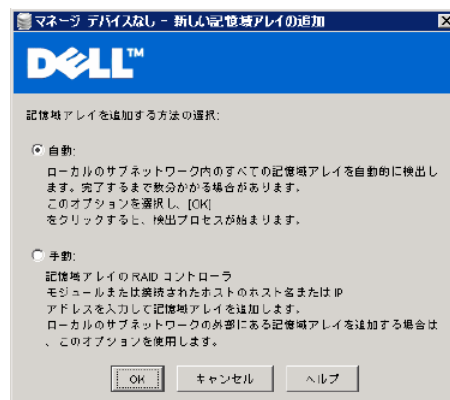 マネージ デバイスなし - 新しい記憶域アレイの追加
DELL™
記憶域アレイを追加する方法の選択:
自動:
ローカルのサブネットワーク内のすべての記憶域アレイを自動的に検出し
ます。完了するまで数分かかる場合があります。
このオプションを選択し、[OK]
をクリックすると、検出プロセスが始まります。
手動:
記憶域アレイの RAID コントローラ
モジュールまたは接続されたホストのホスト名または IP
アドレスを入力して記憶域アレイを追加します。
ローカルのサブネットワークの外部にある記憶域アレイを追加する場合は
、このオプションを使用します。
OK
キャンセル
ヘルプ